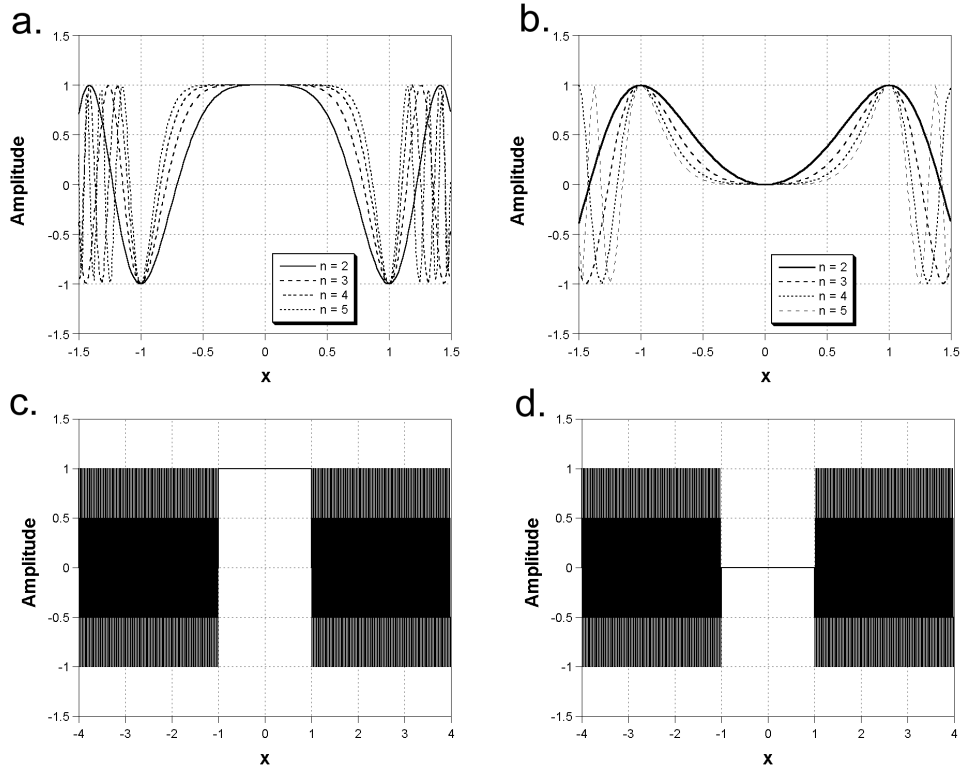 a.
1.5
1
0.5
0
-0.5
-1
-1.5
-1.5 -1 -0.5 0 0.5 1 1.5
Amplitude
x
n = 2
n = 3
n = 4
n = 5
b.
1.5
1
0.5
0
-0.5
-1
-1.5
-1.5 -1 -0.5 0 0.5 1 1.5
Amplitude
x
n = 2
n = 3
n = 4
n = 5
c.
1.5
1
0.5
0
-0.5
-1
-1.5
-4 -3 -2 -1 0 1 2 3 4
Amplitude
x
d.
1.5
1
0.5
0
-0.5
-1
-1.5
-4 -3 -2 -1 0 1 2 3 4
Amplitude
x